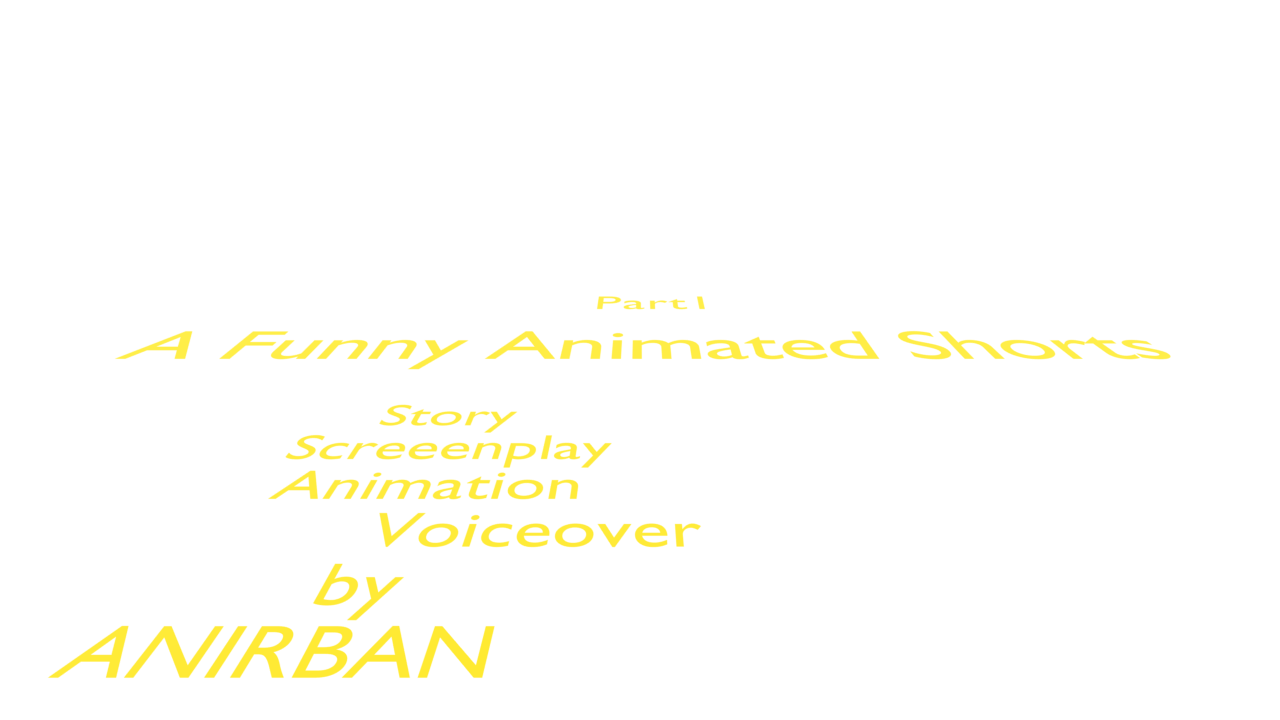 Part I
A Funny Animated Shorts
Story
Screeenplay
Animation
Voiceover
by
ANIRBAN